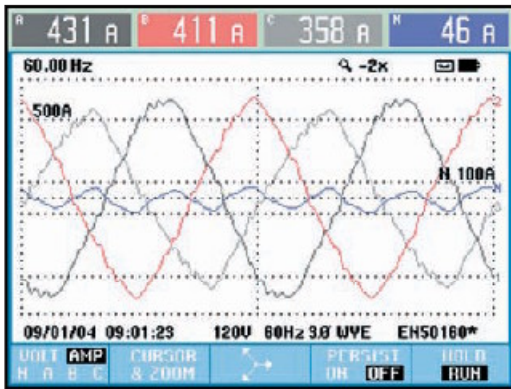 A 431 A B 411 A C 358 A N 46 A
60.00 Hz -2x
500A
N 100A
09/01/04 09:01:23 120V 60Hz 3Ø WYE EN50160*
VOLT AMP CURSOR PERSIST HOLD
N A B C & ZOOM ON OFF RUN